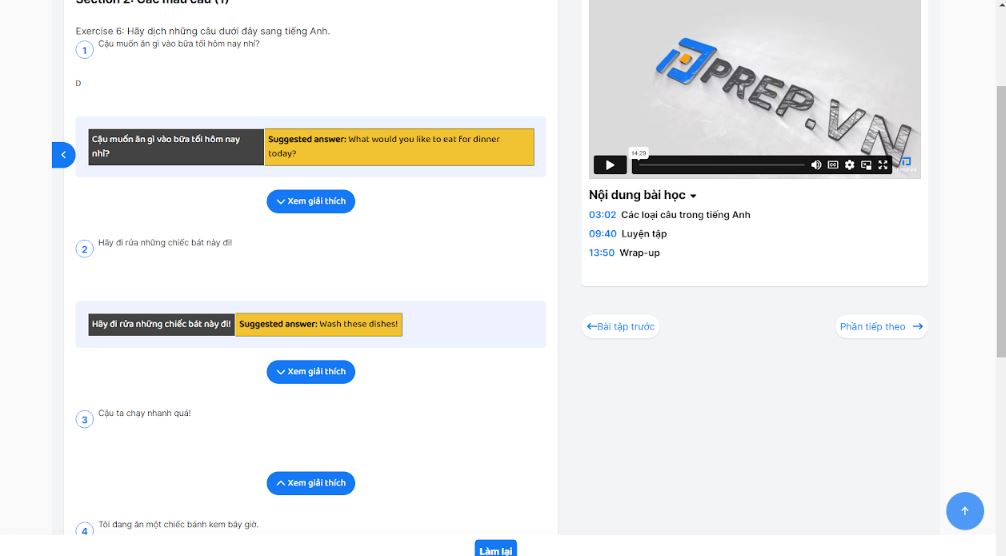 Section 2: Các mẫu câu (1)
Exercise 6: Hãy dịch những câu dưới đây sang tiếng Anh.
1 Cậu muốn ăn gì vào bữa tối hôm nay nhỉ?
D
Cậu muốn ăn gì vào bữa tối hôm nay
nhỉ?
Suggested answer: What would you like to eat for dinner
today?
Xem giải thích
2 Hãy đi rửa những chiếc bát này đi!
Hãy đi rửa những chiếc bát này đi! Suggested answer: Wash these dishes!
Xem giải thích
3 Cậu ta chạy nhanh quá!
Xem giải thích
4 Tôi đang ăn một chiếc bánh kem bây giờ.
Làm lại
PREP.VN
14:29
Nội dung bài học
03:02 Các loại câu trong tiếng Anh
09:40 Luyện tập
13:50 Wrap-up
Bài tập trước
Phần tiếp theo